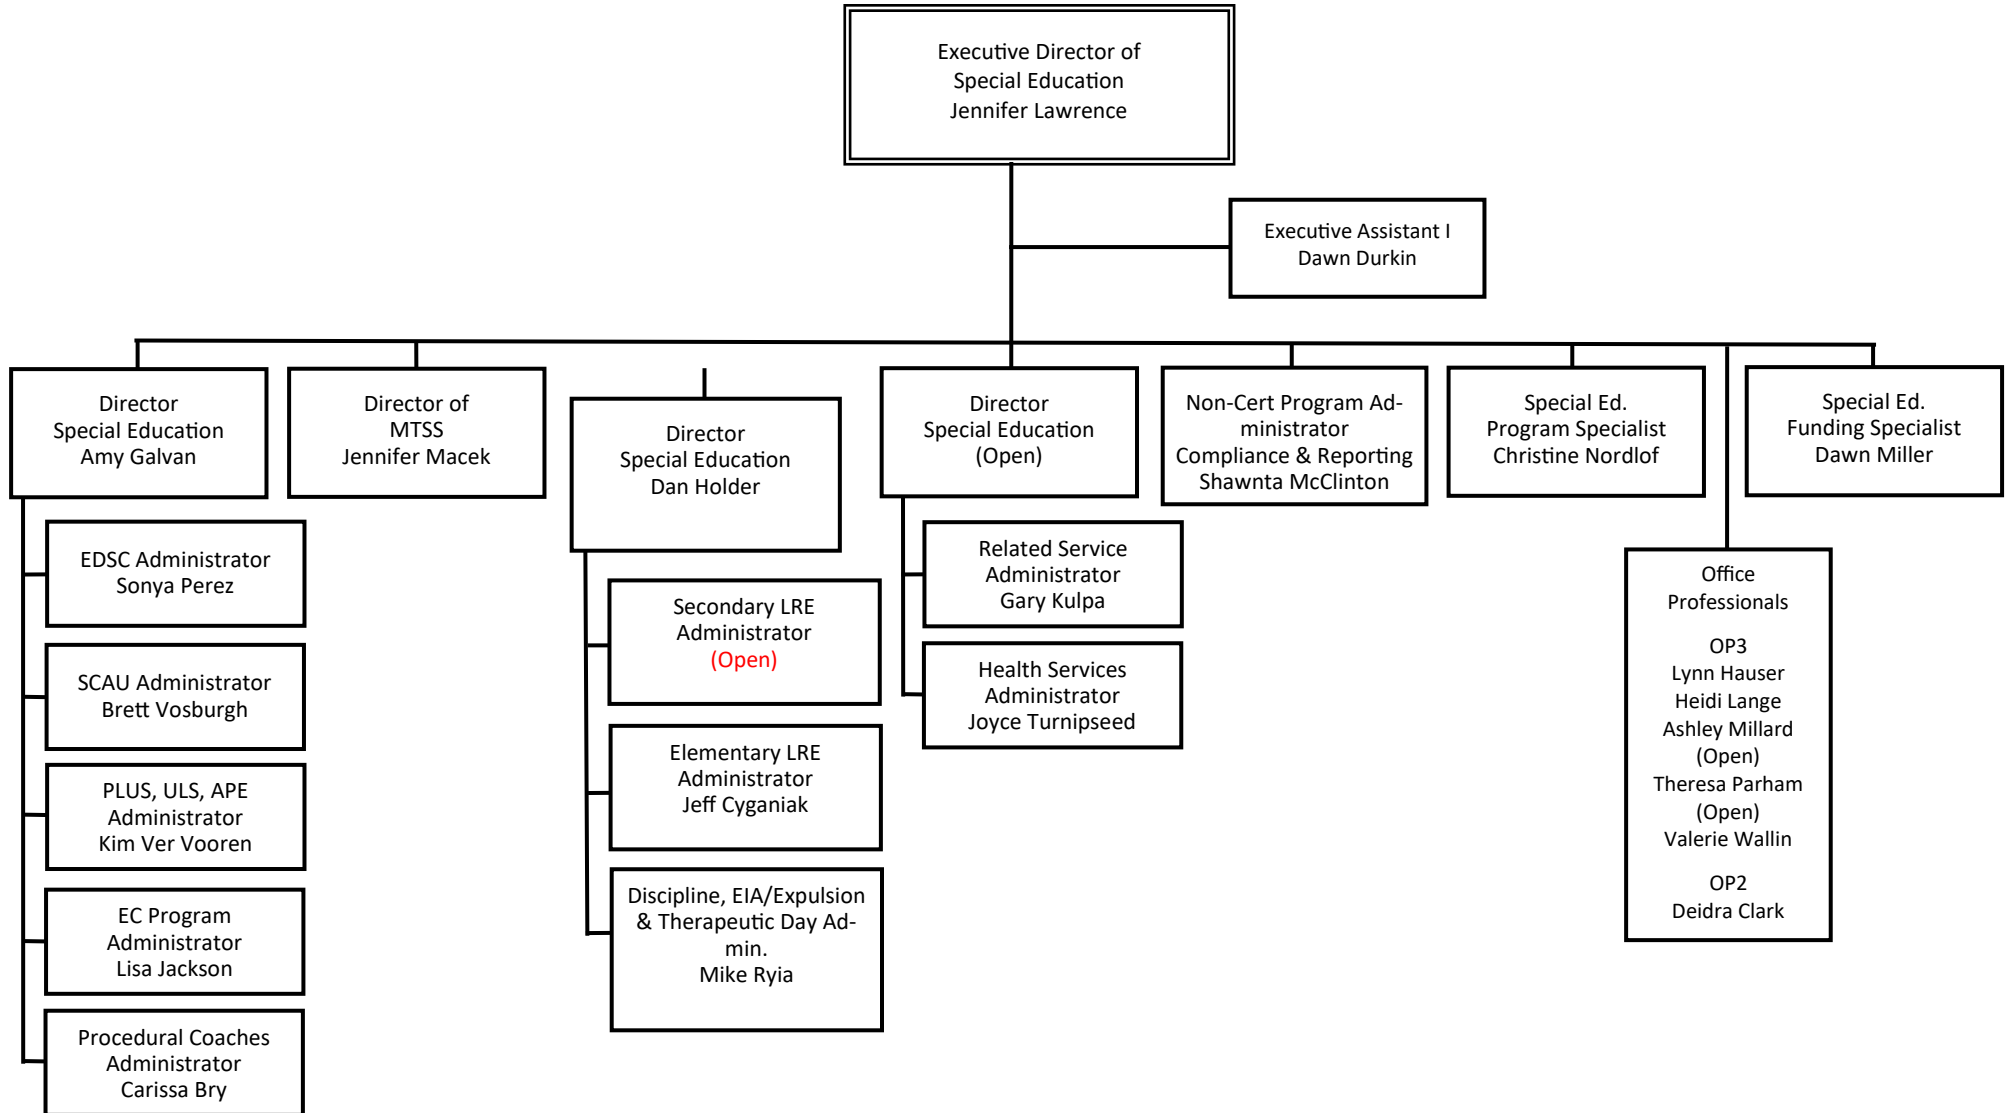 Executive Director of
Special Education
Jennifer Lawrence
Executive Assistant I
Dawn Durkin
Director
Special Education
Amy Galvan
Director of
MTSS
Jennifer Macek
Director
Special Education
Dan Holder
Director
Special Education
(Open)
Non-Cert Program Ad-
ministrator
Compliance & Reporting
Shawnta McClinton
Special Ed.
Program Specialist
Christine Nordlof
Special Ed.
Funding Specialist
Dawn Miller
EDSC Administrator
Sonya Perez
SCAU Administrator
Brett Vosburgh
PLUS, ULS, APE
Administrator
Kim Ver Vooren
EC Program
Administrator
Lisa Jackson
Procedural Coaches
Administrator
Carissa Bry
Secondary LRE
Administrator
(Open)
Elementary LRE
Administrator
Jeff Cyganiak
Discipline, EIA/Expulsion
& Therapeutic Day Ad-
min.
Mike Ryia
Related Service
Administrator
Gary Kulpa
Health Services
Administrator
Joyce Turnipseed
Office
Professionals
OP3
Lynn Hauser
Heidi Lange
Ashley Millard
(Open)
Theresa Parham
(Open)
Valerie Wallin
OP2
Deidra Clark